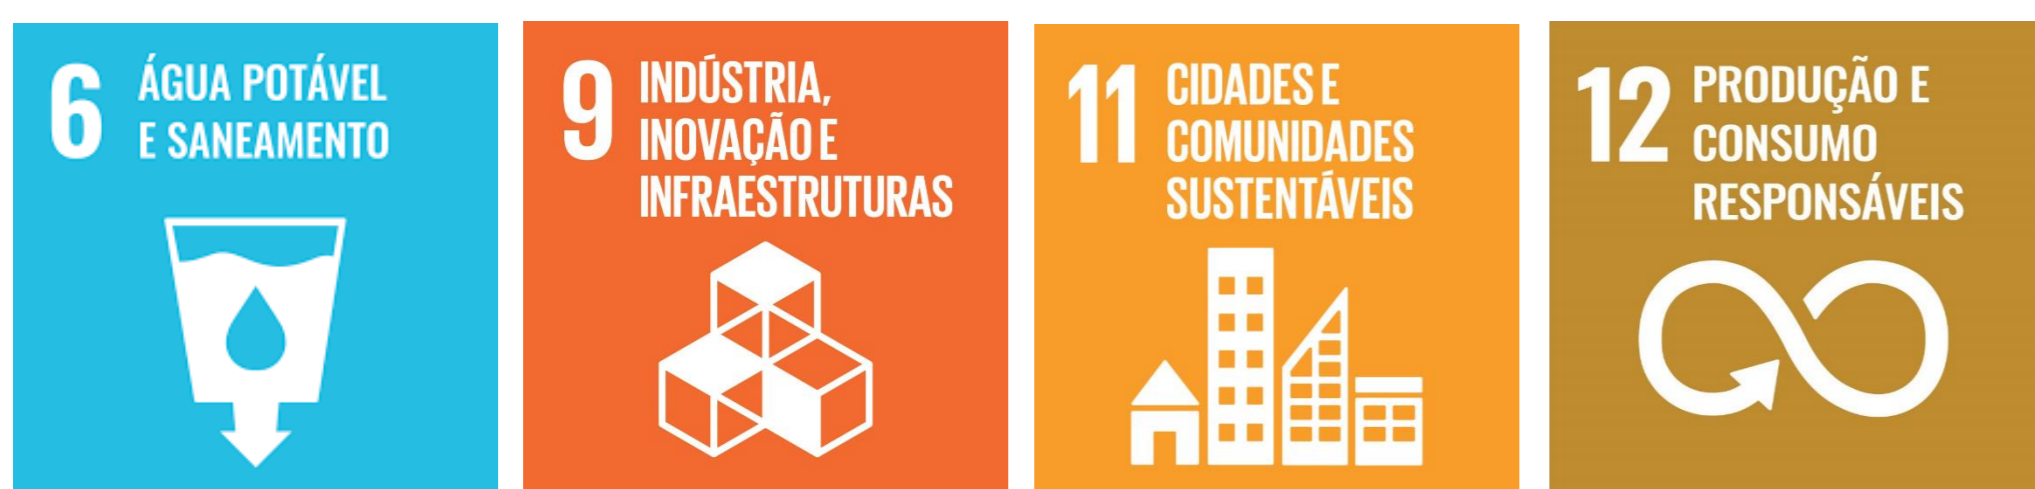 6
ÁGUA POTÁVEL
E SANEAMENTO
9
INDÚSTRIA,
INOVAÇÃO E
INFRAESTRUTURAS
11
CIDADES E
COMUNIDADES
SUSTENTÁVEIS
12
PRODUÇÃO E
CONSUMO
RESPONSÁVEIS